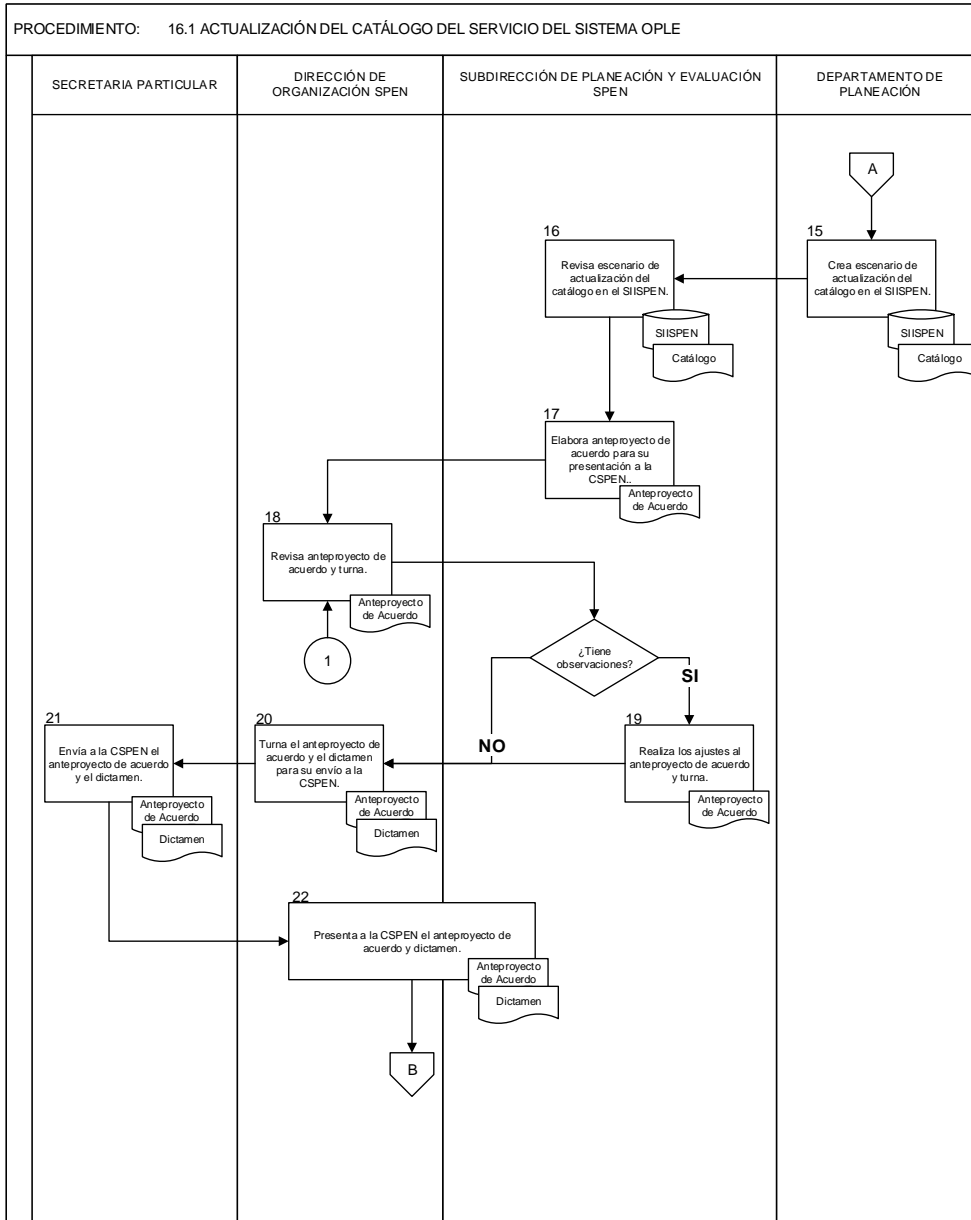 PROCEDIMIENTO: 16.1 ACTUALIZACIÓN DEL CATÁLOGO DEL SERVICIO DEL SISTEMA OPLE
SECRETARIA PARTICULAR
DIRECCIÓN DE
ORGANIZACIÓN SPEN
SUBDIRECCIÓN DE PLANEACIÓN Y EVALUACIÓN
SPEN
DEPARTAMENTO DE
PLANEACIÓN
A
15
Crea escenario de
actualización del
catálogo en el SIISPEN.
SIISPEN
Catálogo
16
Revisa escenario de
actualización del
catálogo en el SIISPEN.
SIISPEN
Catálogo
17
Elabora anteproyecto de
acuerdo para su
presentación a la
CSPEN..
Anteproyecto
de Acuerdo
18
Revisa anteproyecto de
acuerdo y turna.
Anteproyecto
de Acuerdo
1
¿Tiene
observaciones?
SI
NO
19
Realiza los ajustes al
anteproyecto de acuerdo
y turna.
Anteproyecto
de Acuerdo
20
Turna el anteproyecto de
acuerdo y el dictamen
para su envío a la
CSPEN.
Anteproyecto
de Acuerdo
Dictamen
21
Envía a la CSPEN el
anteproyecto de acuerdo
y el dictamen.
Anteproyecto
de Acuerdo
Dictamen
22
Presenta a la CSPEN el anteproyecto de
acuerdo y dictamen.
Anteproyecto
de Acuerdo
Dictamen
B